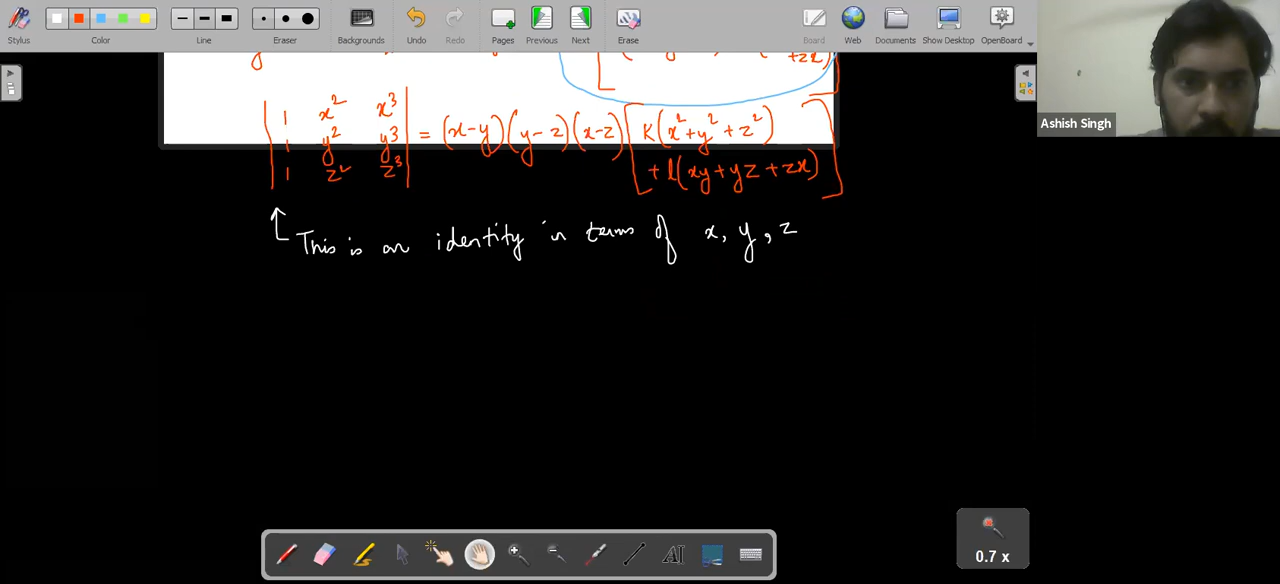 Stylus
Color
Line
Eraser
Backgrounds
Undo
Redo
Pages
Previous
Next
Erase
Board
Web
Documents
Show Desktop
OpenBoard
+zx)
| 1 x² x³ |
| 1 y² y³ | = (x-y)(y-z)(x-z)[K(x²+y²+z²)
| 1 z² z³ | +l(xy+yz+zx)]
This is an identity in terms of x, y, z
Ashish Singh
AI
0.7 x